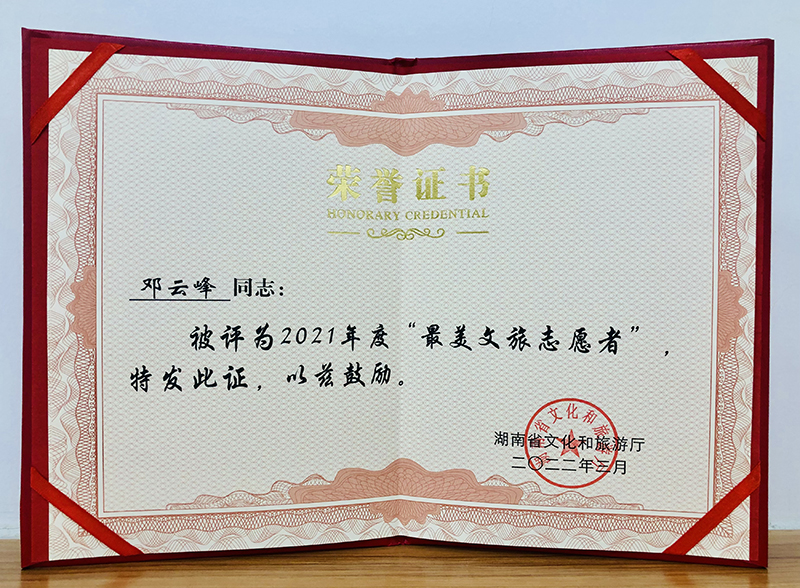 荣誉证书
HONORARY CREDENTIAL
邓云峰 同志：
被评为2021年度“最美文旅志愿者”，
特发此证，以兹鼓励。
湖南省文化和旅游厅
二〇二二年三月